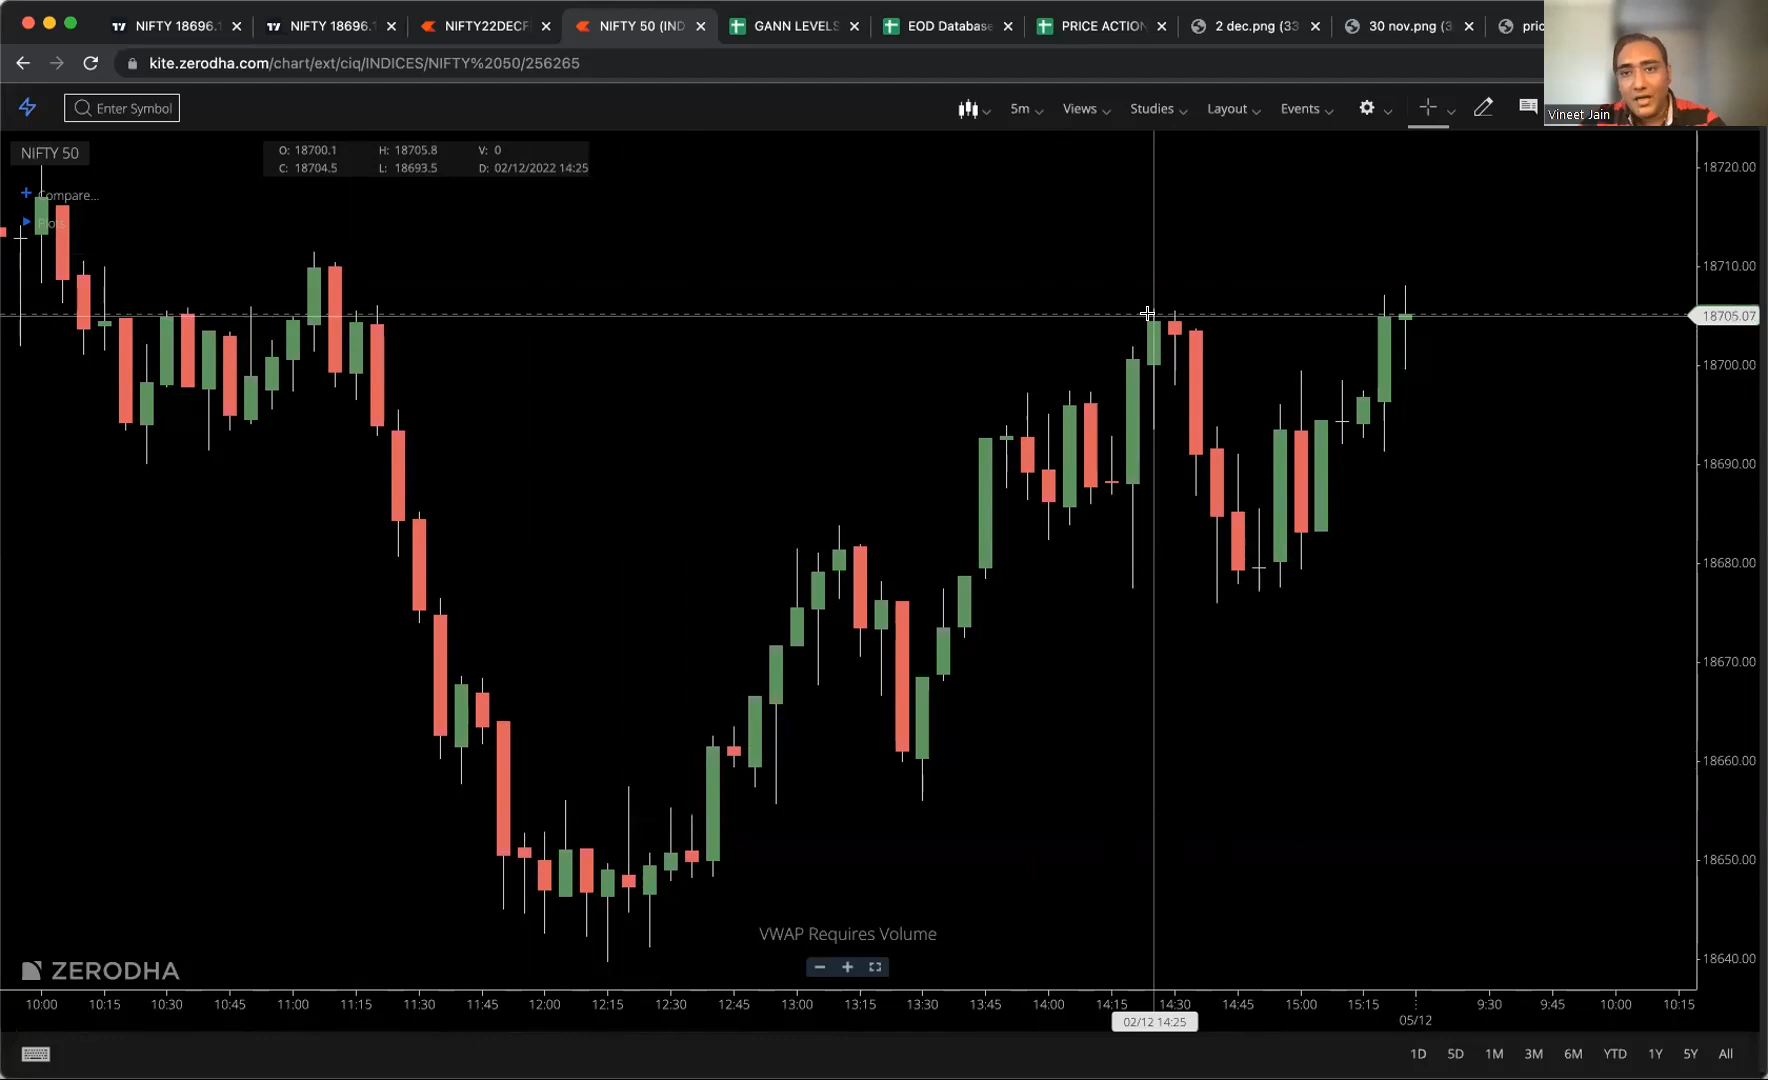 NIFTY 18696.
NIFTY 18696.
NIFTY22DECF
NIFTY 50 (IND
GANN LEVELS
EOD Database
PRICE ACTION
2 dec.png (33
30 nov.png (3
pric
kite.zerodha.com/chart/ext/ciq/INDICES/NIFTY%2050/256265
Vineet Jain
Enter Symbol
5m
Views
Studies
Layout
Events
NIFTY 50
O: 18700.1 H: 18705.8 V: 0
C: 18704.5 L: 18693.5 D: 02/12/2022 14:25
Compare...
Plots
18720.00
18710.00
18705.07
18700.00
18690.00
18680.00
18670.00
18660.00
18650.00
18640.00
VWAP Requires Volume
ZERODHA
10:00 10:15 10:30 10:45 11:00 11:15 11:30 11:45 12:00 12:15 12:30 12:45 13:00 13:15 13:30 13:45 14:00 14:15 14:30 14:45 15:00 15:15 9:30 9:45 10:00 10:15
02/12 14:25
05/12
1D 5D 1M 3M 6M YTD 1Y 5Y All